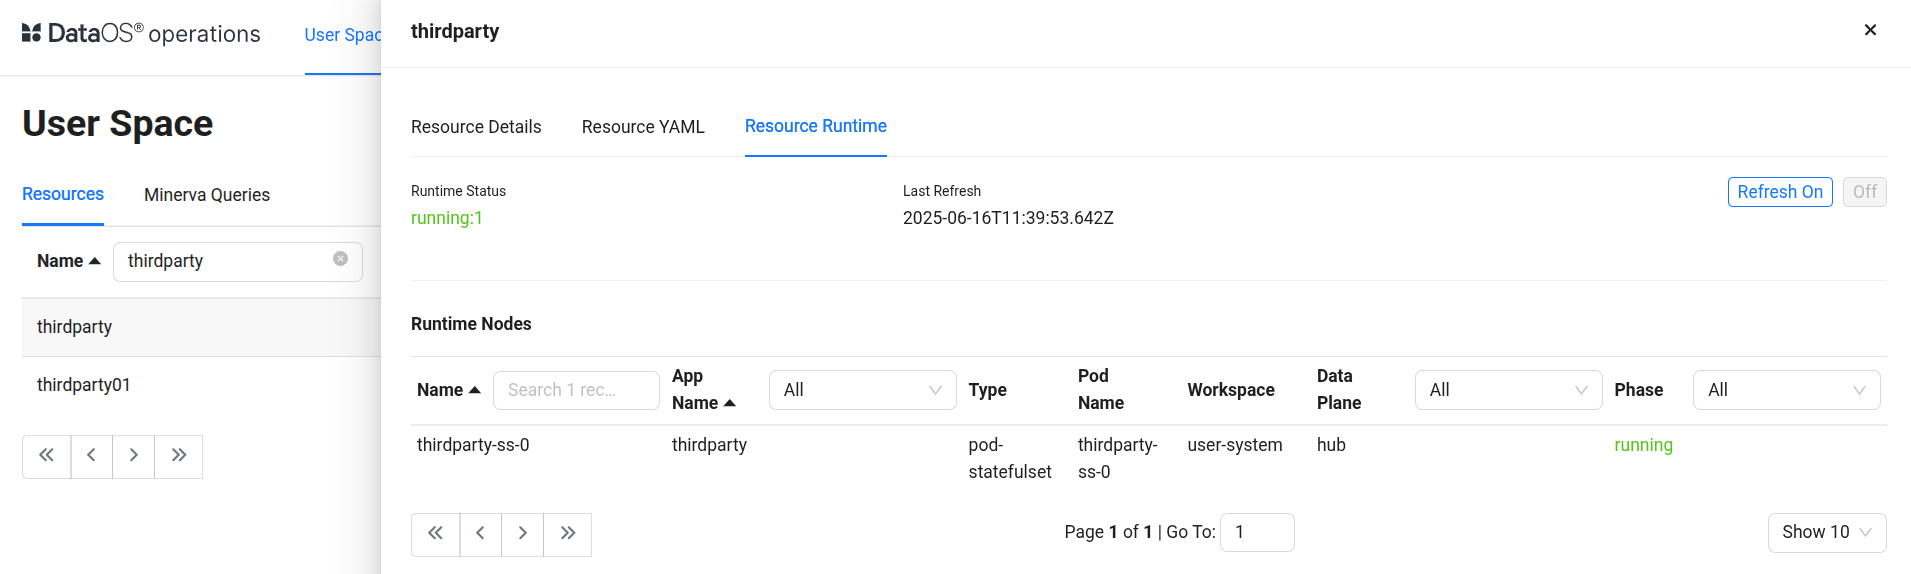 DataOS® operations
User Spac
User Space
Resources
Minerva Queries
Name
thirdparty
thirdparty
thirdparty01
thirdparty
Resource Details
Resource YAML
Resource Runtime
Runtime Status
running:1
Last Refresh
2025-06-16T11:39:53.642Z
Refresh On
Off
Runtime Nodes
Name
Search 1 rec...
App
Name
All
Type
Pod
Name
Workspace
Data
Plane
All
Phase
All
thirdparty-ss-0
thirdparty
pod-
statefulset
thirdparty-
ss-0
user-system
hub
running
Page 1 of 1 | Go To: 1
Show 10